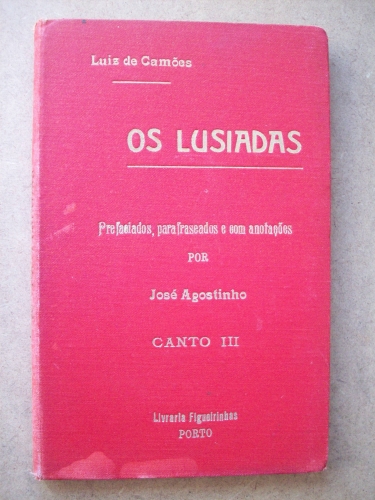 Luiz de Camões
OS LUSIADAS
Prefaciados, parafraseados e com anotações
POR
José Agostinho
CANTO III
Livraria Figueirinhas
PORTO